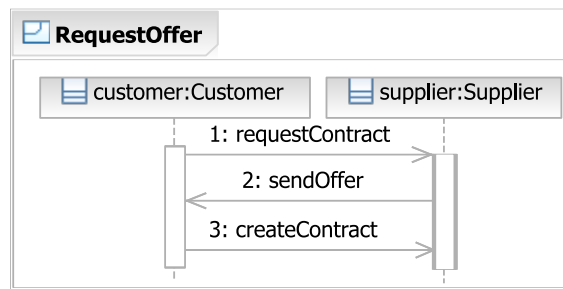 RequestOffer
customer:Customer
supplier:Supplier
1: requestContract
2: sendOffer
3: createContract